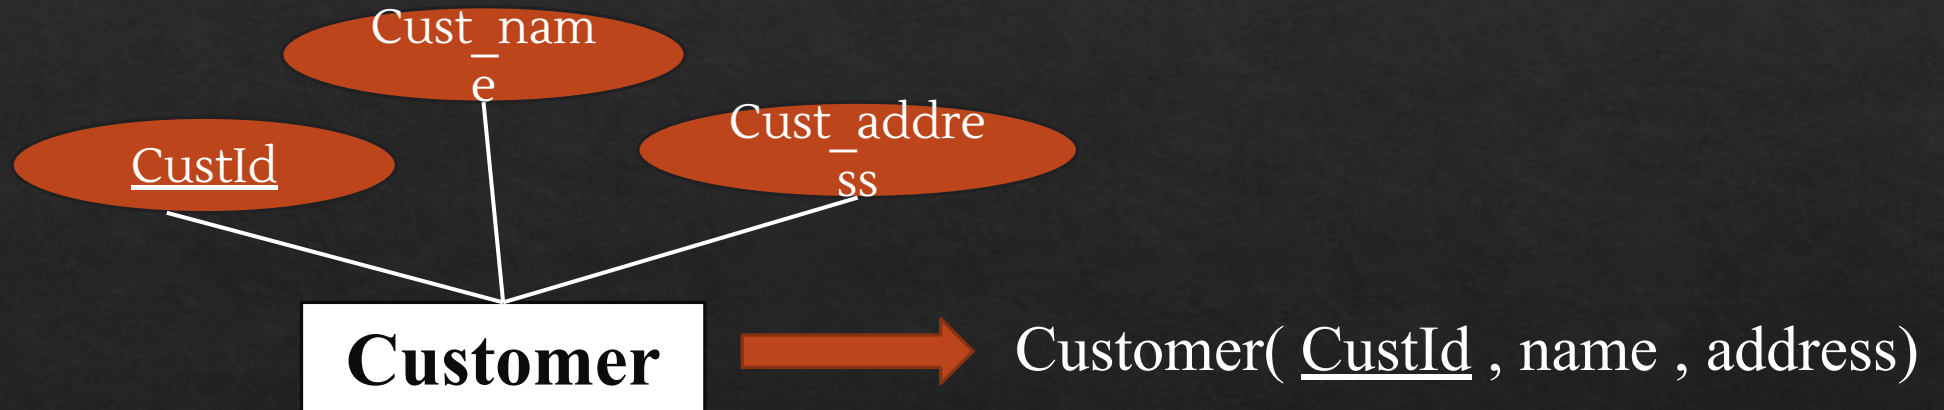 Cust_nam
e
CustId
Cust_addre
ss
Customer
Customer( CustId , name , address)